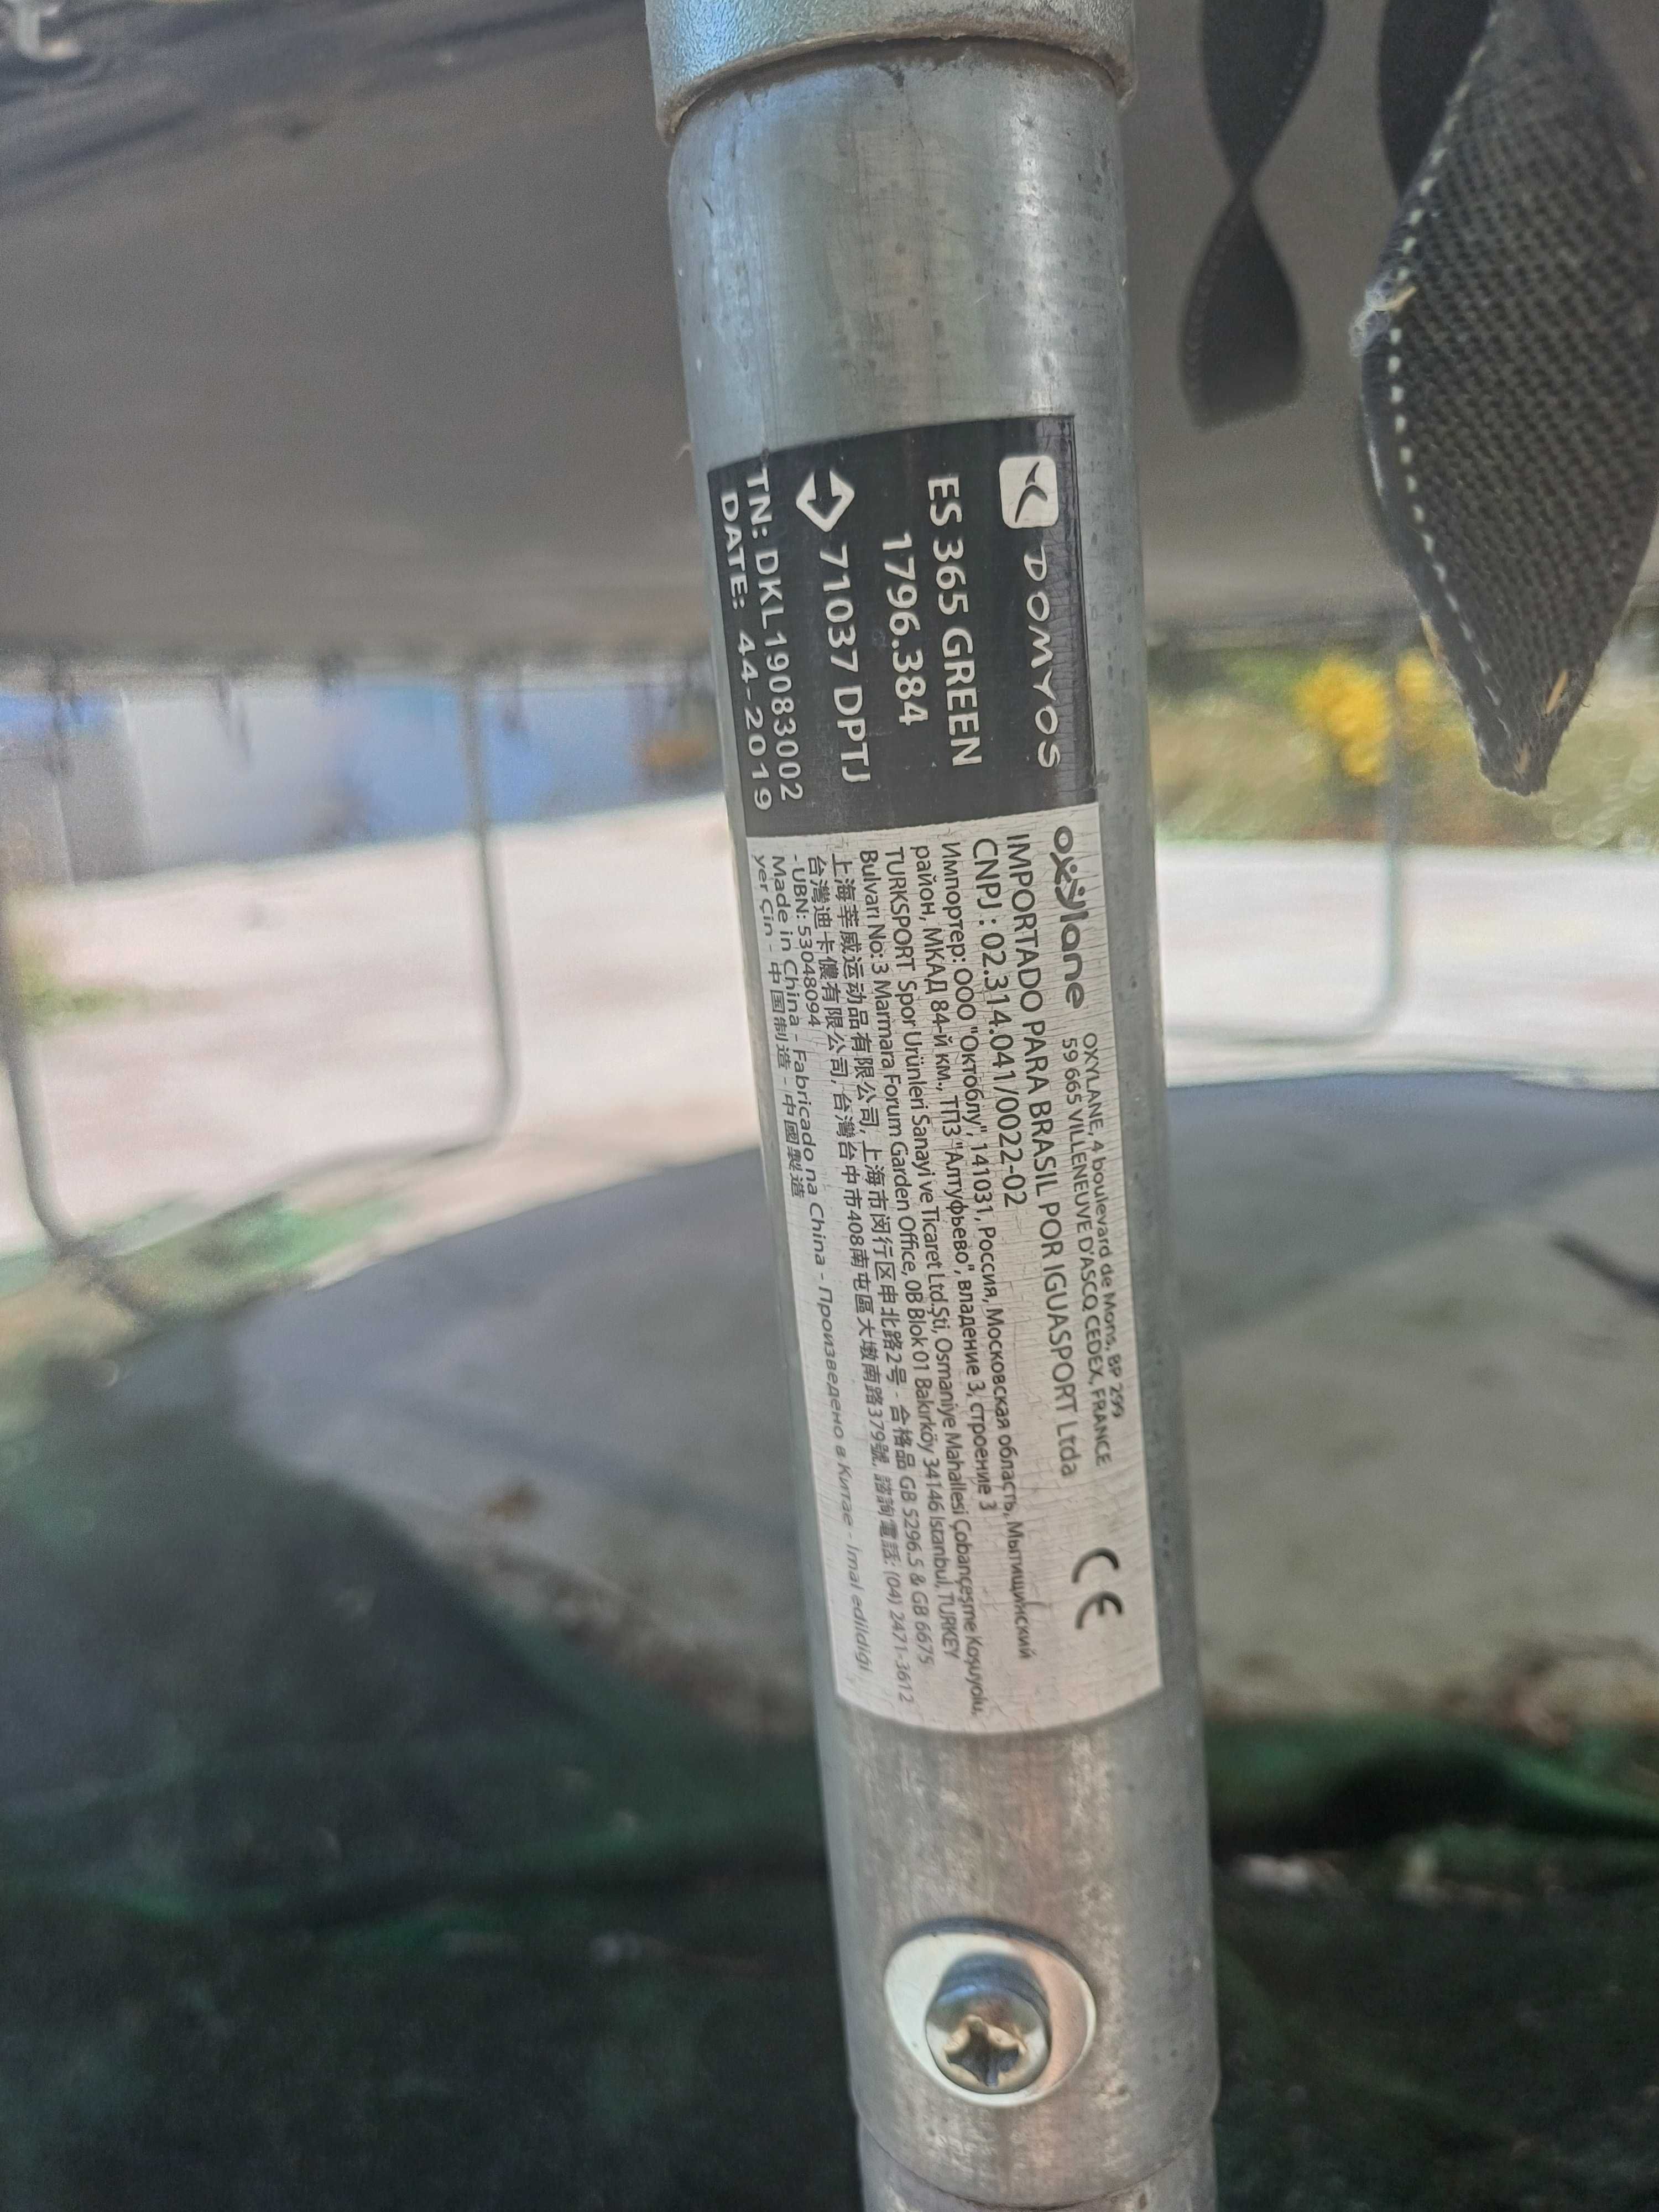 DOMYOS
ES 365 GREEN
1796.384
71037 DPTJ
TN: DKL19083002
DATE: 44-2019
oxylane
OXYLANE, 4 boulevard de Mons, BP 299
59 665 VILLENEUVE D'ASCQ CEDEX, FRANCE
CE
IMPORTADO PARA BRASIL POR IGUASPORT Ltda
CNPJ : 02.314.041/0022-02
Импортер: ООО "Октоблу", 141031, Россия, Московская область, Мытищинский
район, МКАД 84-й км., ТПЗ "Алтуфьево", владение 3, строение 3
TURKSPORT Spor Urünleri Sanayi ve Ticaret Ltd.Şti, Osmaniye Mahallesi Çobançeşme Koşuyolu,
Bulvarı No: 3 Marmara Forum Garden Office, 0B Blok 01 Bakırköy 34146 Istanbul, TURKEY
上海莘威运动品有限公司, 上海市闵行区申北路2号 - 合格品 GB 5296.5 & GB 6675
台灣迪卡儂有限公司, 台灣台中市408南屯區大墩南路379號, 諮詢電話: (04) 2471-3612
- UBN: 53048094
Made in China - Fabricado na China - Произведено в Китае - İmal edildiği
yer Çin - 中国制造 - 中國製造